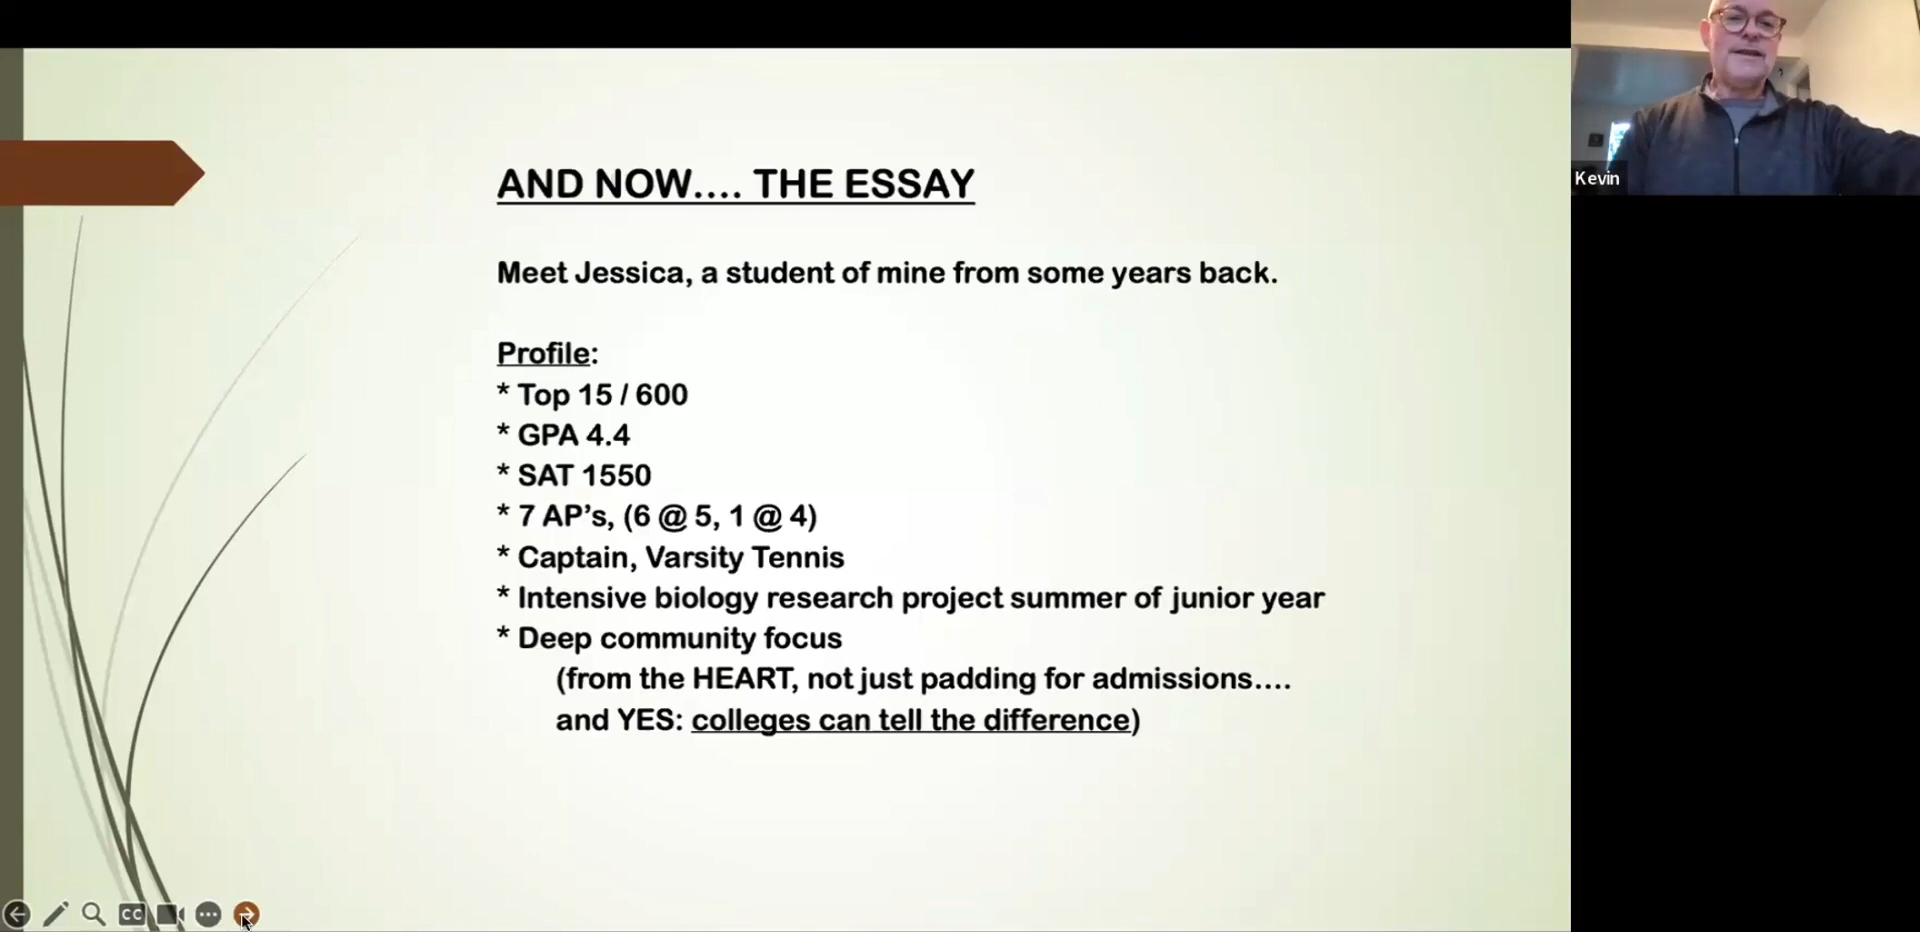 AND NOW.... THE ESSAY
Meet Jessica, a student of mine from some years back.
Profile:
* Top 15 / 600
* GPA 4.4
* SAT 1550
* 7 AP’s, (6 @ 5, 1 @ 4)
* Captain, Varsity Tennis
* Intensive biology research project summer of junior year
* Deep community focus
(from the HEART, not just padding for admissions....
and YES: colleges can tell the difference)
Kevin
CC